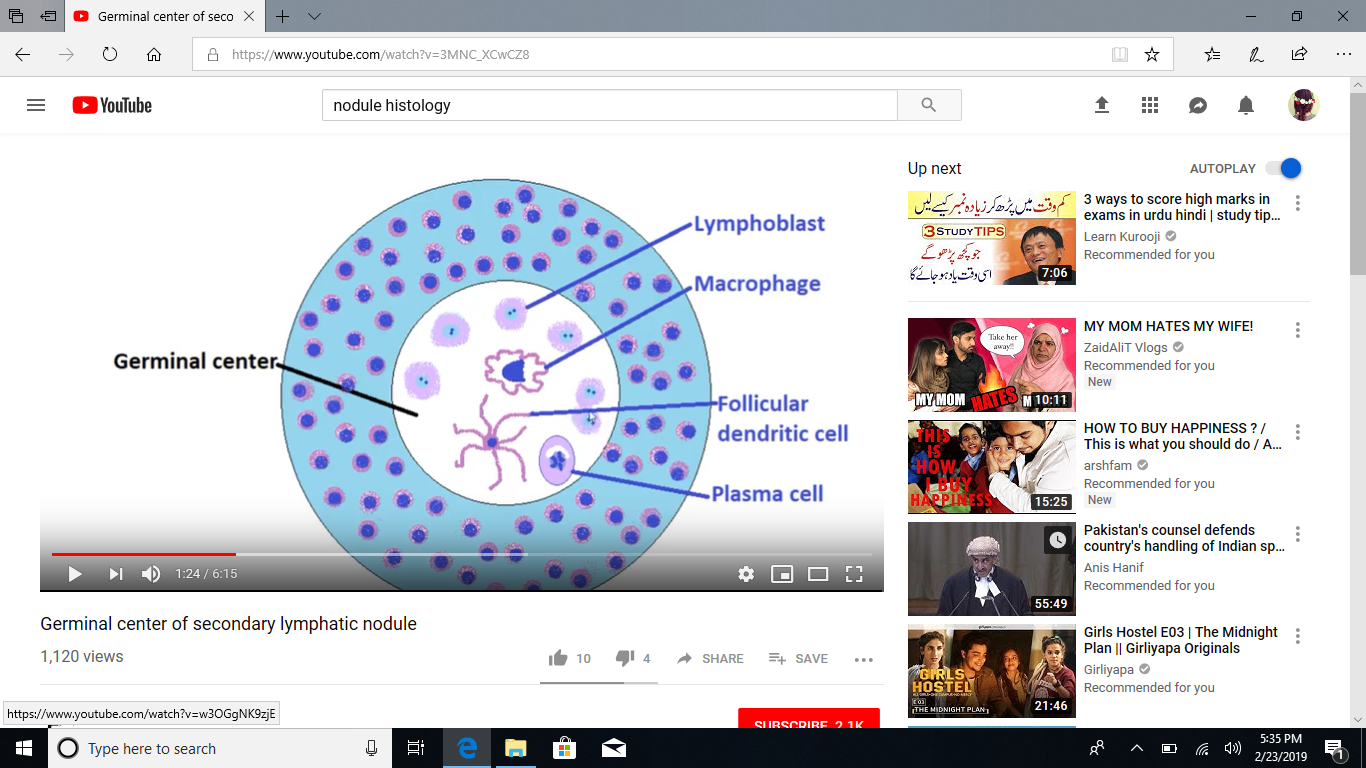 Germinal center of seco
https://www.youtube.com/watch?v=3MNC_XCwCZ8
YouTube
nodule histology
Lymphoblast
Macrophage
Germinal center
Follicular
dendritic cell
Plasma cell
1:24 / 6:15
Germinal center of secondary lymphatic nodule
1,120 views
10
4
SHARE
SAVE
SUBSCRIBE 2.1K
Up next
AUTOPLAY
کم وقت میں پڑھ کر زیادہ نمبر کیسے لیں
3 STUDY TIPS
جو کچھ پڑھو گے
اسی وقت یاد ہو جائے گا
7:06
3 ways to score high marks in
exams in urdu hindi | study tip...
Learn Kurooji
Recommended for you
Take her
away!!
MY MOM HATES M
10:11
MY MOM HATES MY WIFE!
ZaidAliT Vlogs
Recommended for you
New
THIS
IS
HOW
I BUY
HAPPINESS
15:25
HOW TO BUY HAPPINESS ? /
This is what you should do / A...
arshfam
Recommended for you
New
55:49
Pakistan's counsel defends
country's handling of Indian sp...
Anis Hanif
Recommended for you
GIRLS
HOSTEL
E03
[THE MIDNIGHT PLAN]
21:46
Girls Hostel E03 | The Midnight
Plan || Girliyapa Originals
Girliyapa
Recommended for you
https://www.youtube.com/watch?v=w3OGgNK9zjE
Type here to search
5:35 PM
2/23/2019
1